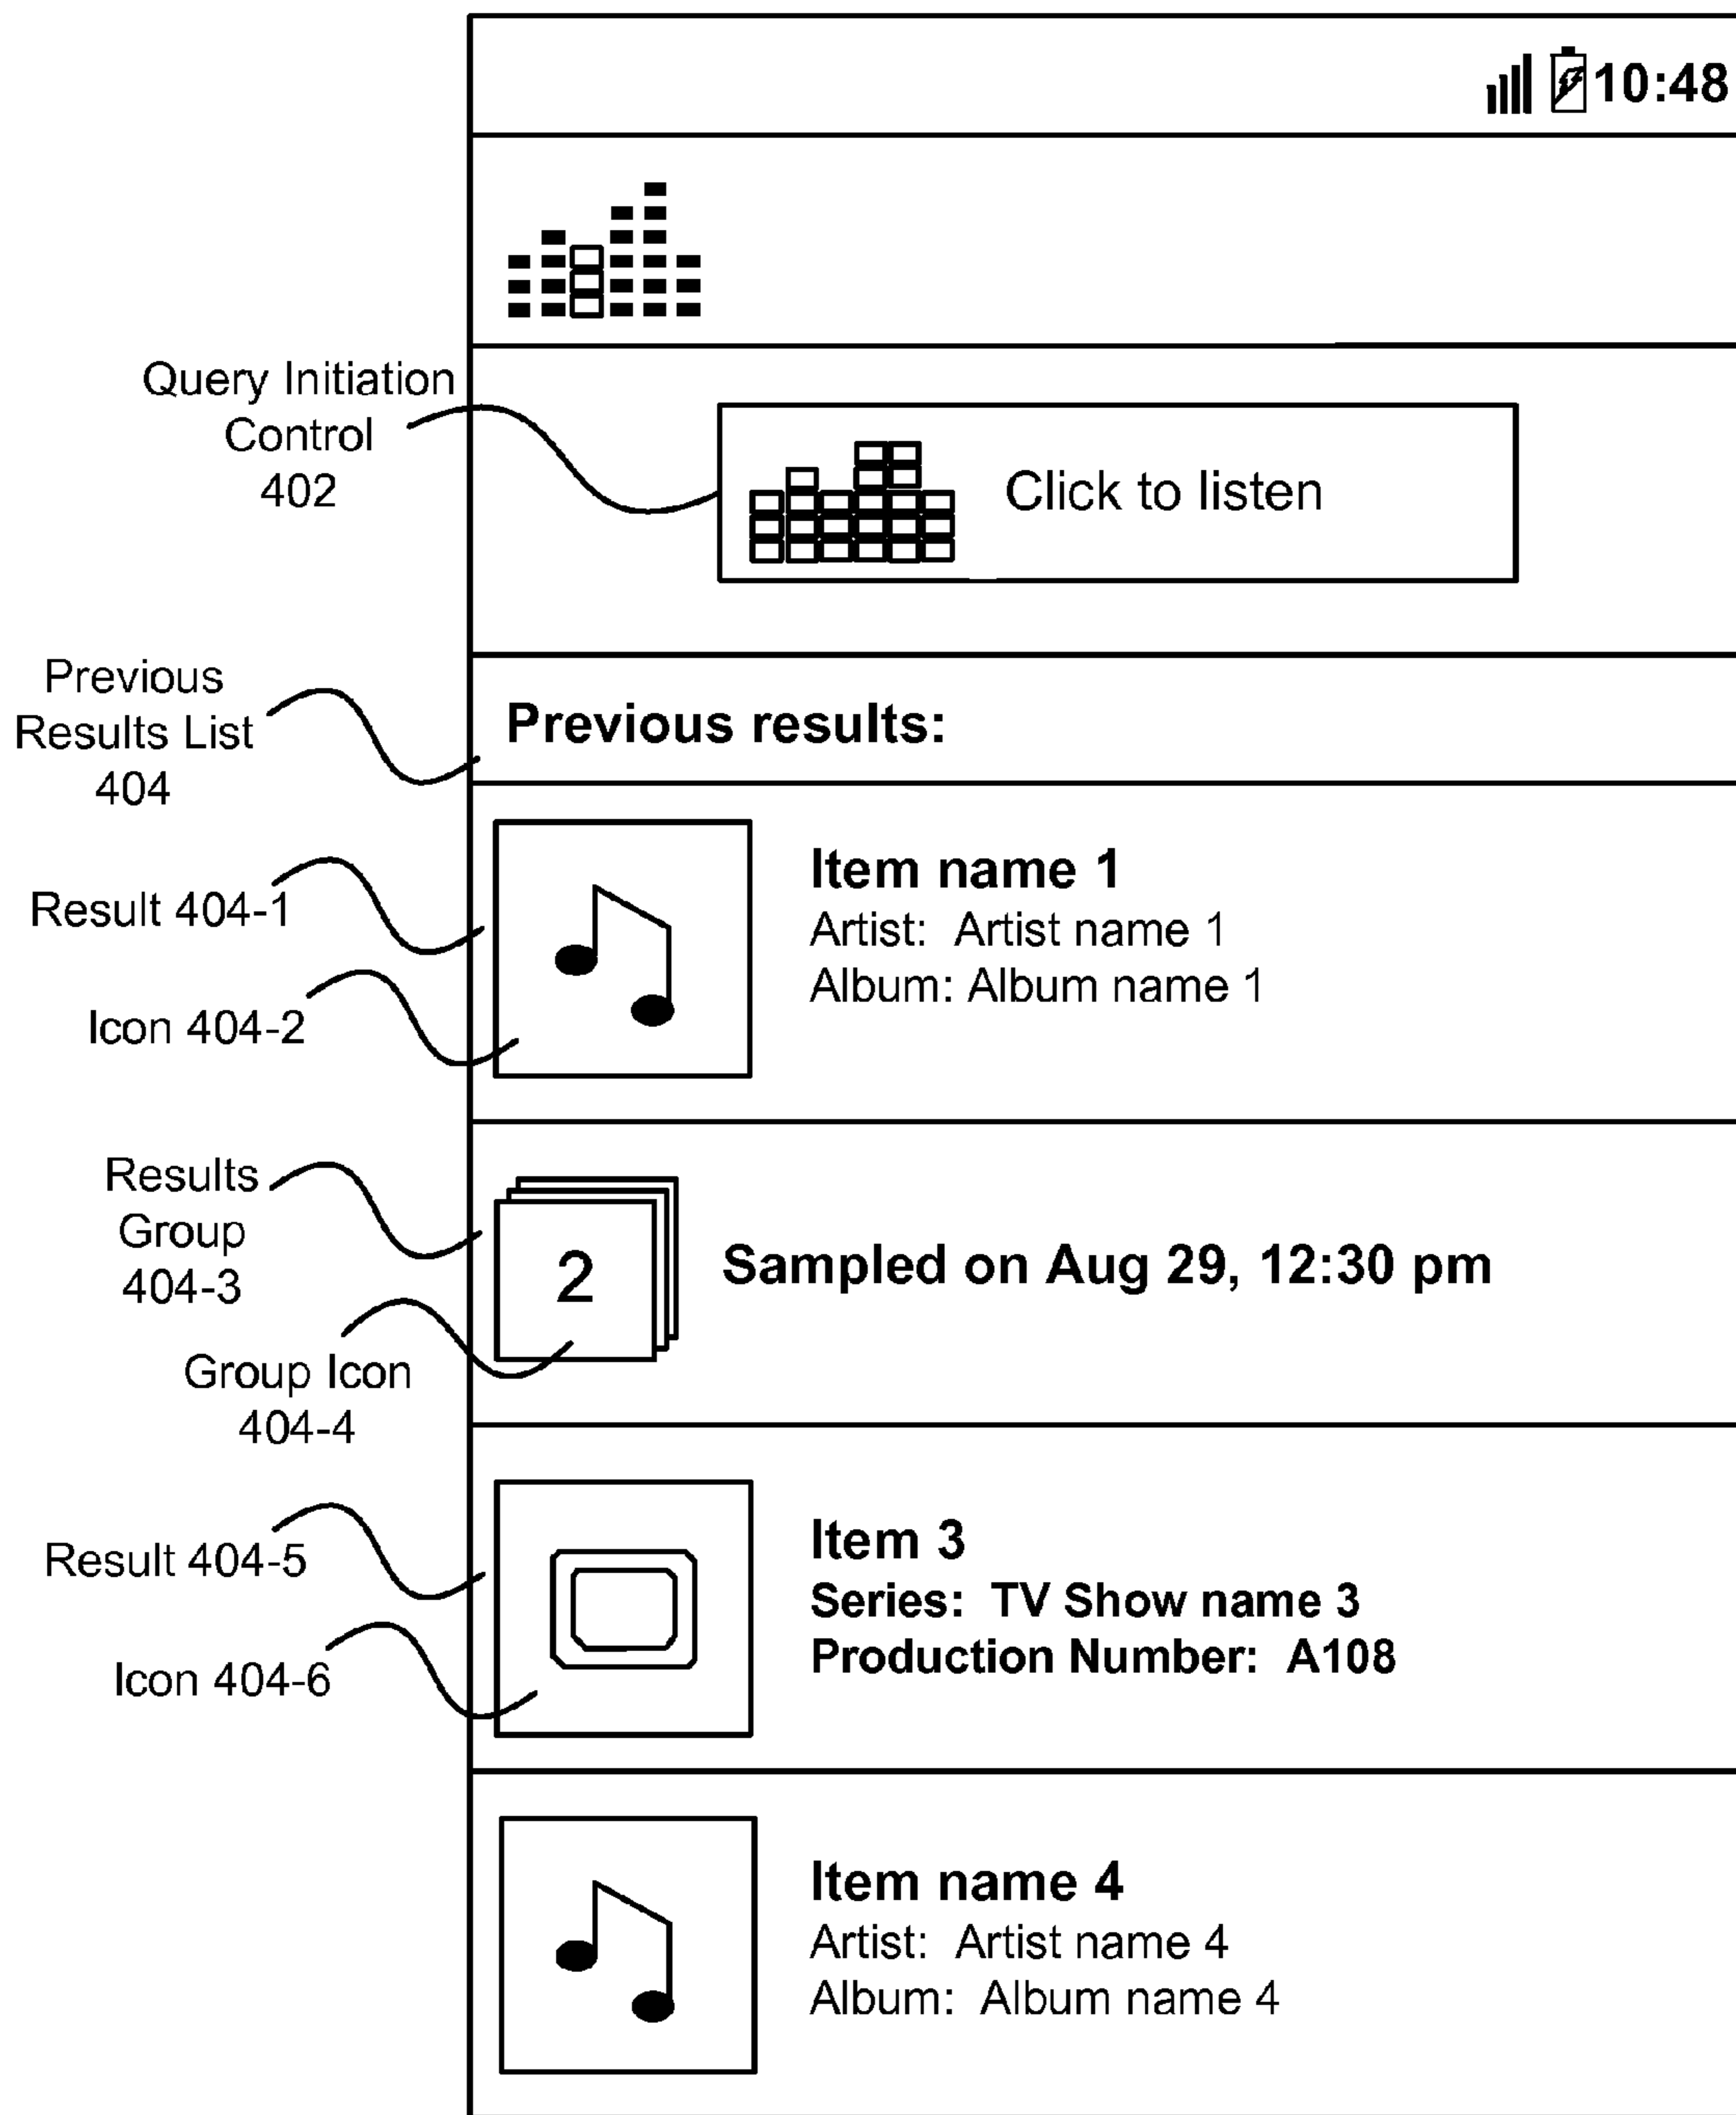 10:48
Query Initiation
Control
402
Click to listen
Previous
Results List
404
Previous results:
Result 404-1
Item name 1
Artist: Artist name 1
Album: Album name 1
Icon 404-2
Results
Group
404-3
2
Sampled on Aug 29, 12:30 pm
Group Icon
404-4
Result 404-5
Item 3
Series: TV Show name 3
Production Number: A108
Icon 404-6
Item name 4
Artist: Artist name 4
Album: Album name 4